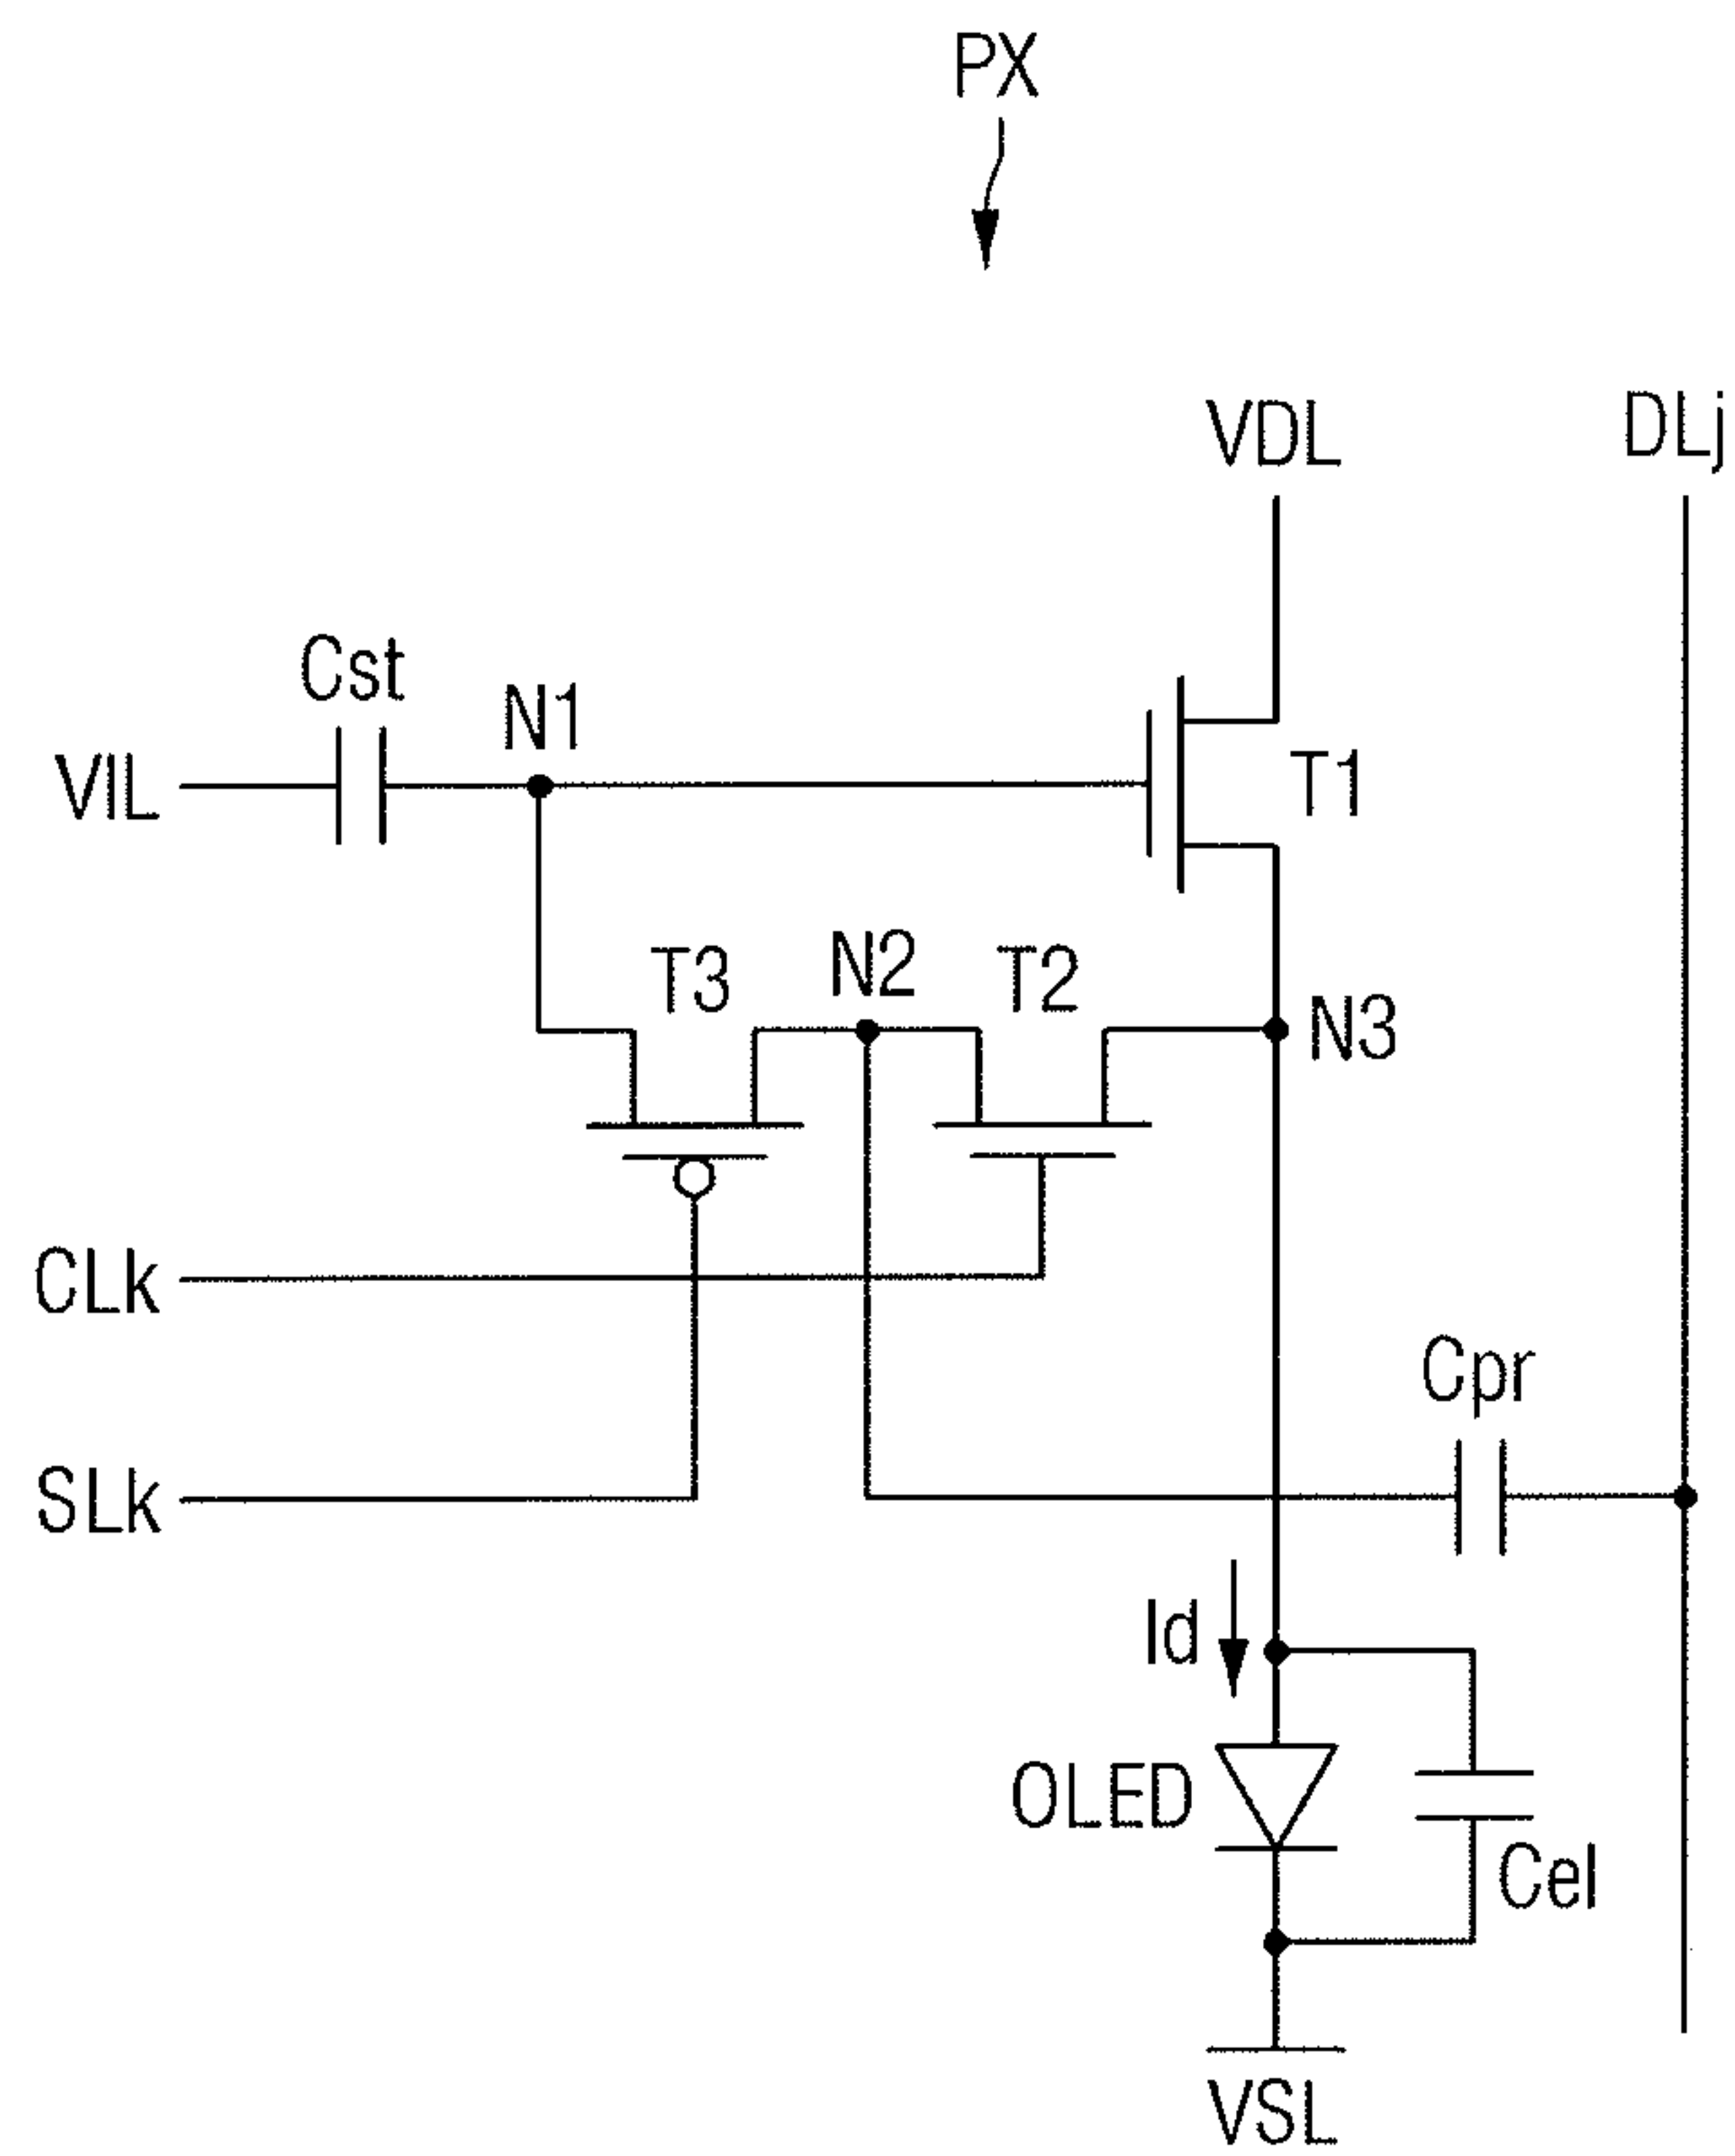 PX
VDL
DLj
Cst
N1
VIL
T1
T3
N2
T2
N3
CLk
Cpr
SLk
Id
OLED
Cel
VSL